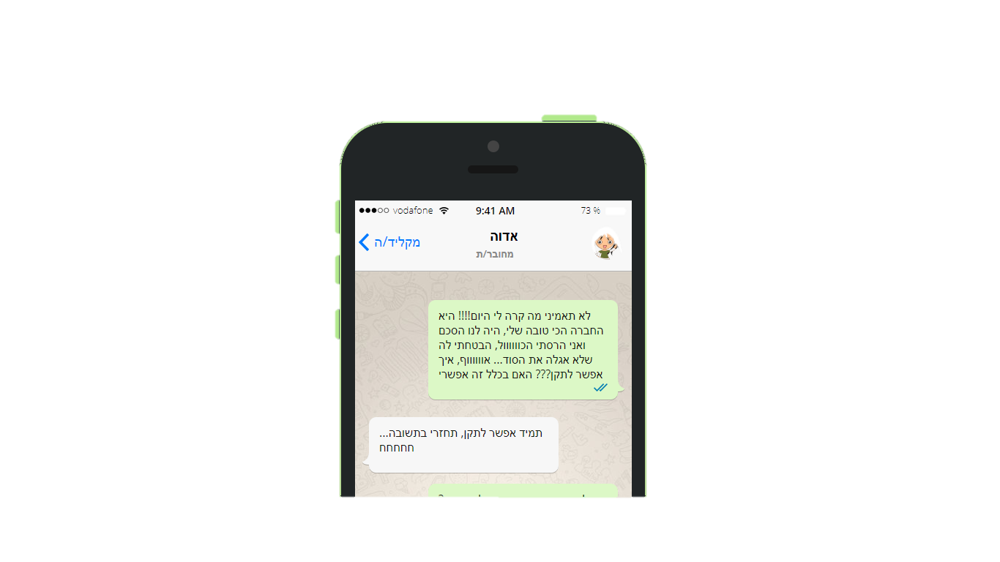 vodafone 9:41 AM 73 %
מקליד/ה
אדוה
מחובר/ת
לא תאמיני מה קרה לי היום!!!! היא
החברה הכי טובה שלי, היה לנו הסכם
ואני הרסתי הכוווווול, הבטחתי לה
שלא אגלה את הסוד... אווווווף, איך
אפשר לתקן??? האם בכלל זה אפשרי
תמיד אפשר לתקן, תחזרי בתשובה...
חחחחח